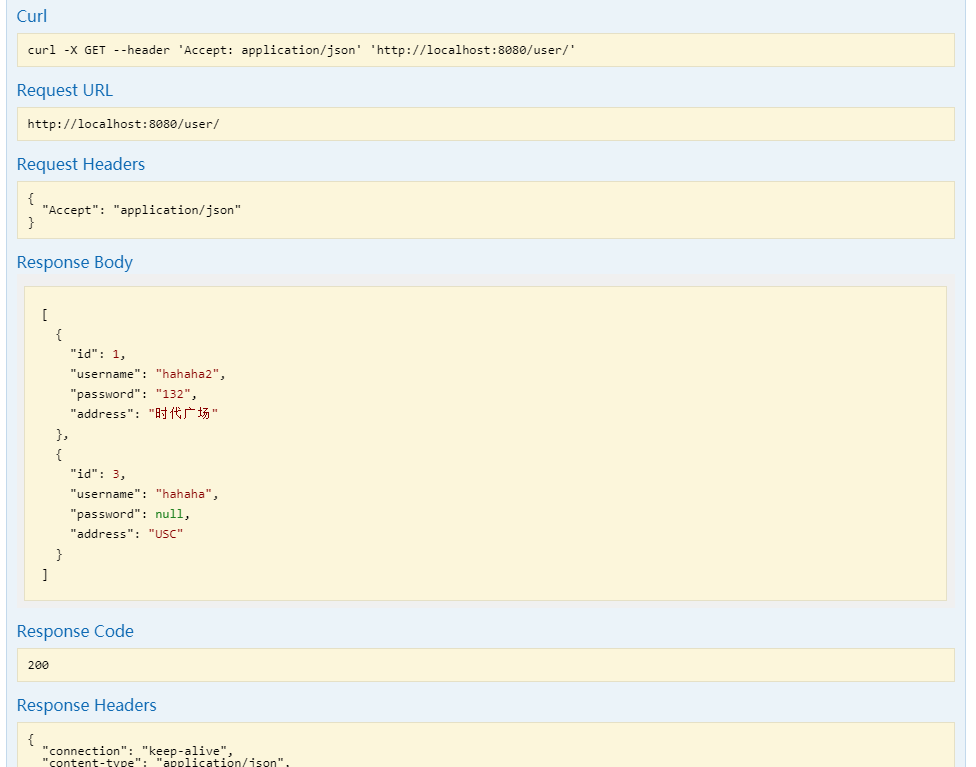 Curl
curl -X GET --header 'Accept: application/json' 'http://localhost:8080/user/'
Request URL
http://localhost:8080/user/
Request Headers
{
  "Accept": "application/json"
}
Response Body
[
  {
    "id": 1,
    "username": "hahaha2",
    "password": "132",
    "address": "时代广场"
  },
  {
    "id": 3,
    "username": "hahaha",
    "password": null,
    "address": "USC"
  }
]
Response Code
200
Response Headers
{
  "connection": "keep-alive",
  "content-type": "application/json",